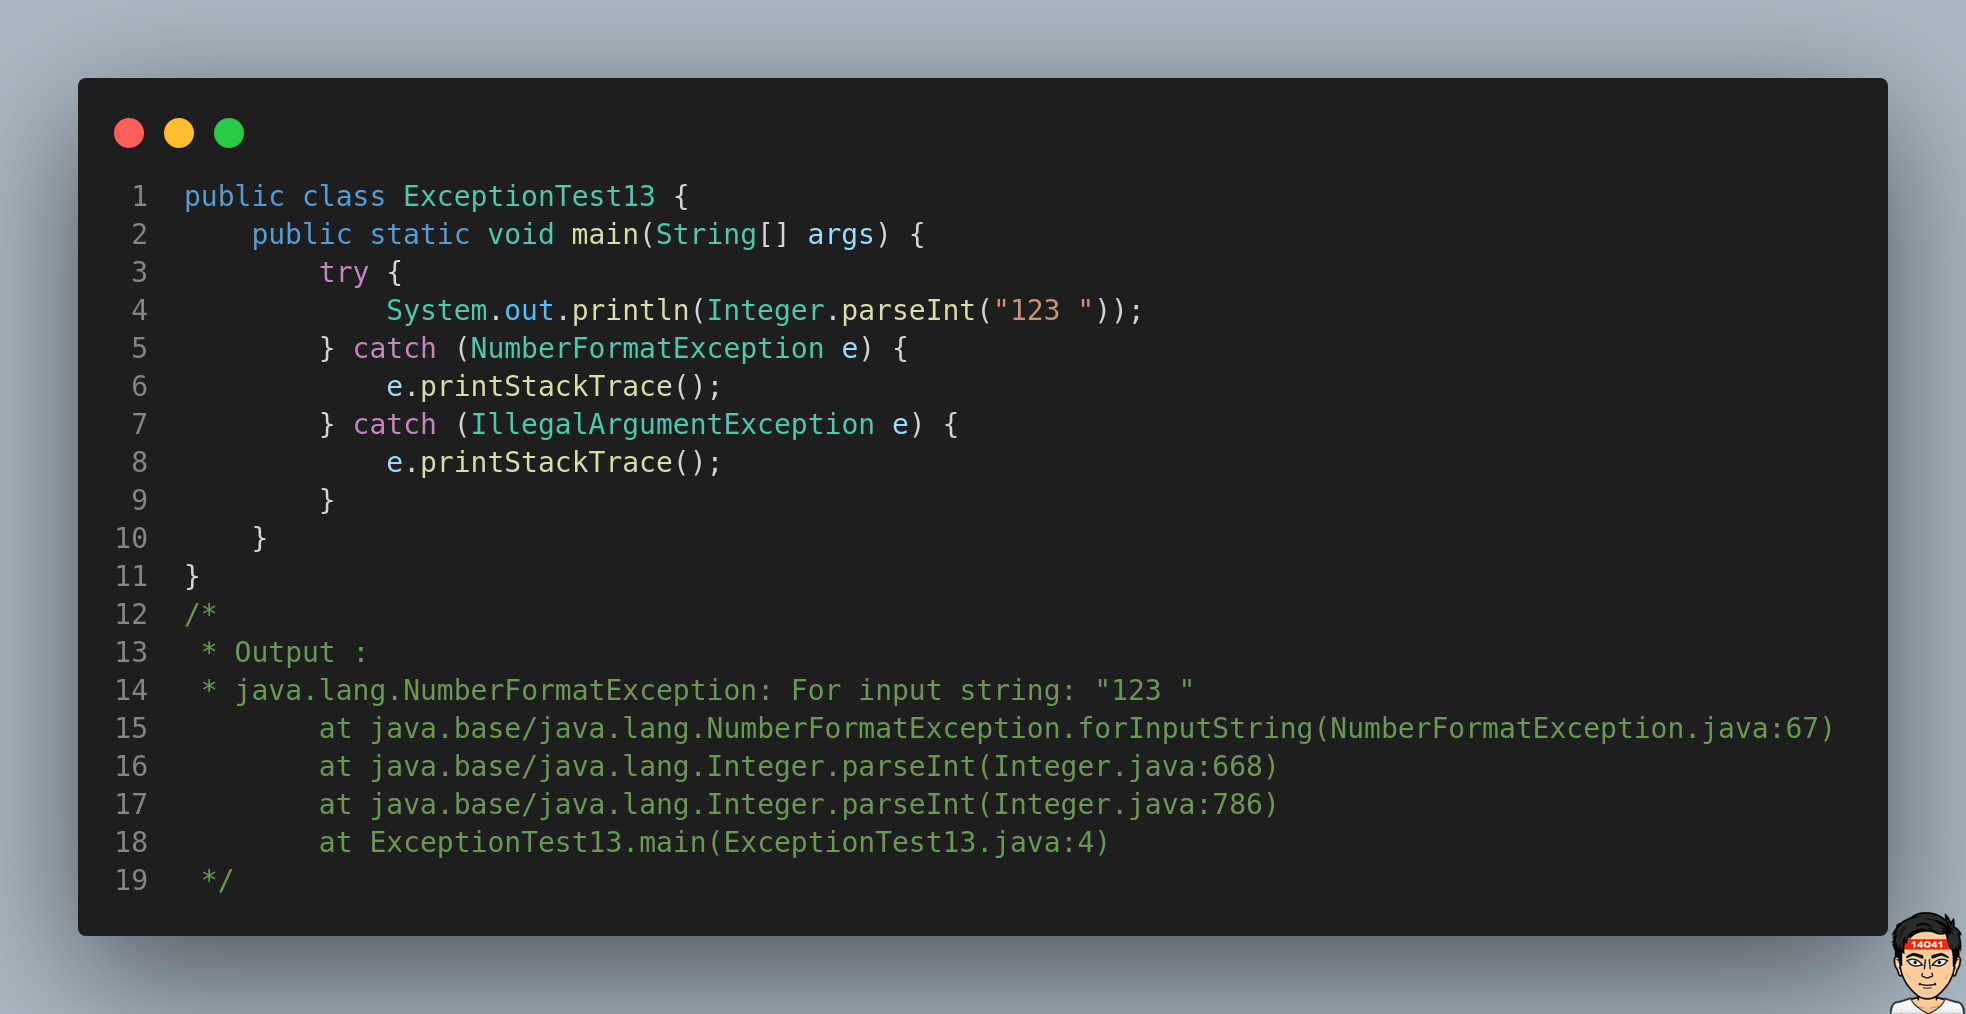 1 public class ExceptionTest13 {
2     public static void main(String[] args) {
3         try {
4             System.out.println(Integer.parseInt("123 "));
5         } catch (NumberFormatException e) {
6             e.printStackTrace();
7         } catch (IllegalArgumentException e) {
8             e.printStackTrace();
9         }
10     }
11 }
12 /*
13  * Output :
14  * java.lang.NumberFormatException: For input string: "123 "
15         at java.base/java.lang.NumberFormatException.forInputString(NumberFormatException.java:67)
16         at java.base/java.lang.Integer.parseInt(Integer.java:668)
17         at java.base/java.lang.Integer.parseInt(Integer.java:786)
18         at ExceptionTest13.main(ExceptionTest13.java:4)
19  */
14041